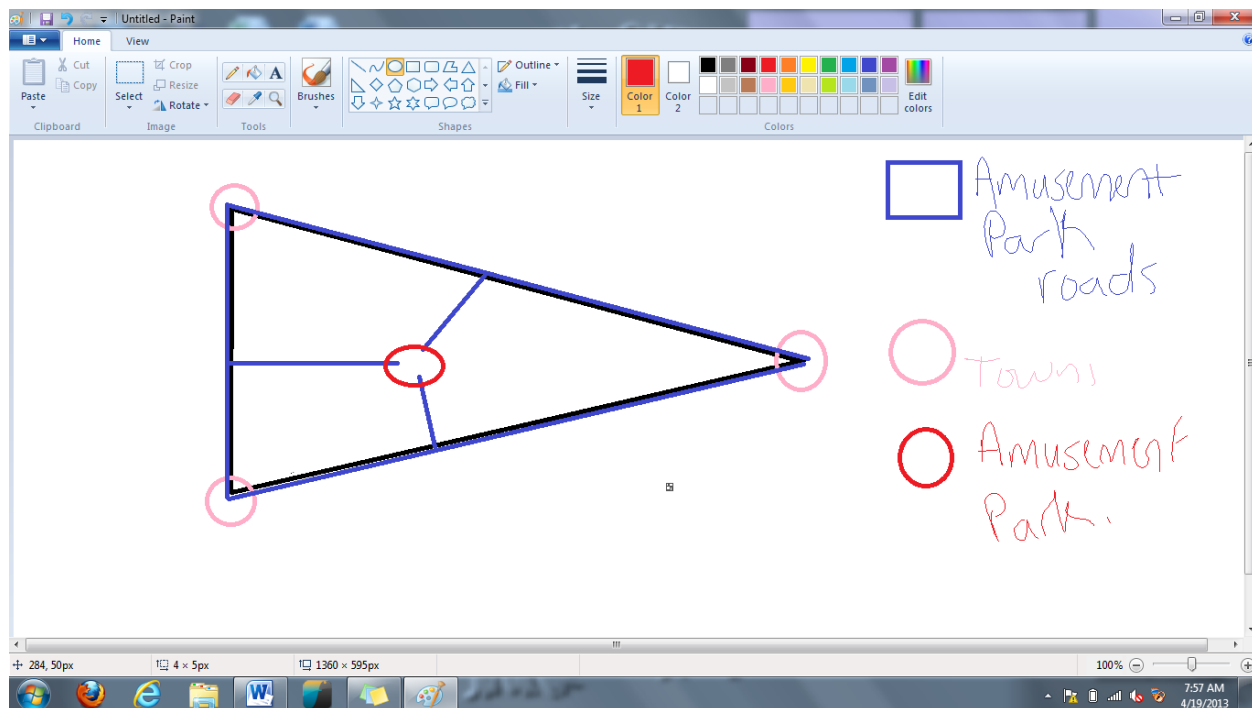 Untitled - Paint
Home View
Cut
Copy
Paste
Clipboard
Crop
Resize
Rotate
Select
Image
Tools
Brushes
Shapes
Outline
Fill
Size
Color 1
Color 2
Colors
Edit colors
Amusement
Park
roads
Towns
Amusement
Park.
284, 50px 4 × 5px 1360 × 595px 100%
7:57 AM
4/19/2013